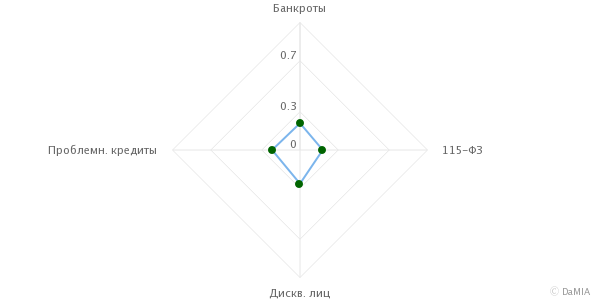 Банкроты
0.7
0.3
0
Проблемн. кредиты
115-ФЗ
Дискв. лиц
© DaMIA